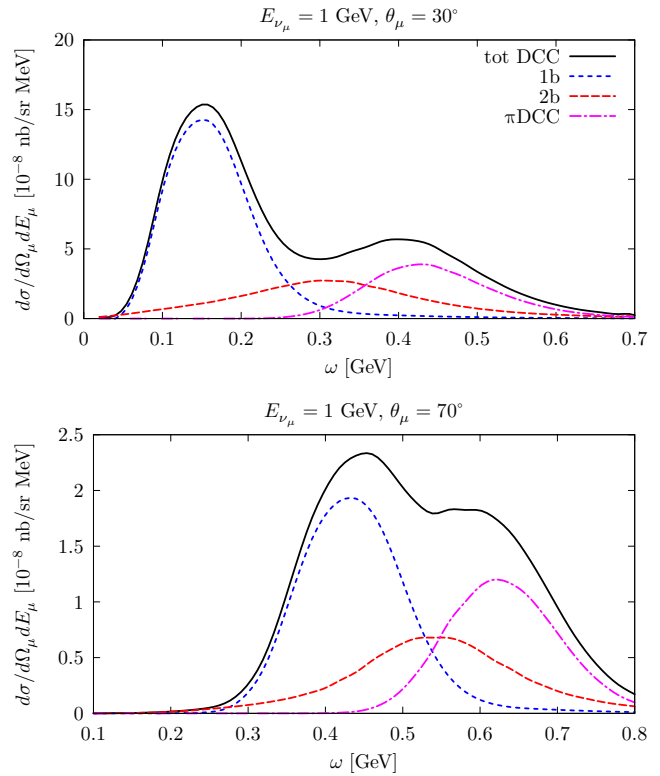 E_{ν_μ} = 1 GeV, θ_μ = 30°
dσ/dΩ_μ dE_μ [10⁻⁸ nb/sr MeV]
20
15
10
5
0
tot DCC
1b
2b
πDCC
0 0.1 0.2 0.3 0.4 0.5 0.6 0.7
ω [GeV]
E_{ν_μ} = 1 GeV, θ_μ = 70°
dσ/dΩ_μ dE_μ [10⁻⁸ nb/sr MeV]
2.5
2
1.5
1
0.5
0
0.1 0.2 0.3 0.4 0.5 0.6 0.7 0.8
ω [GeV]